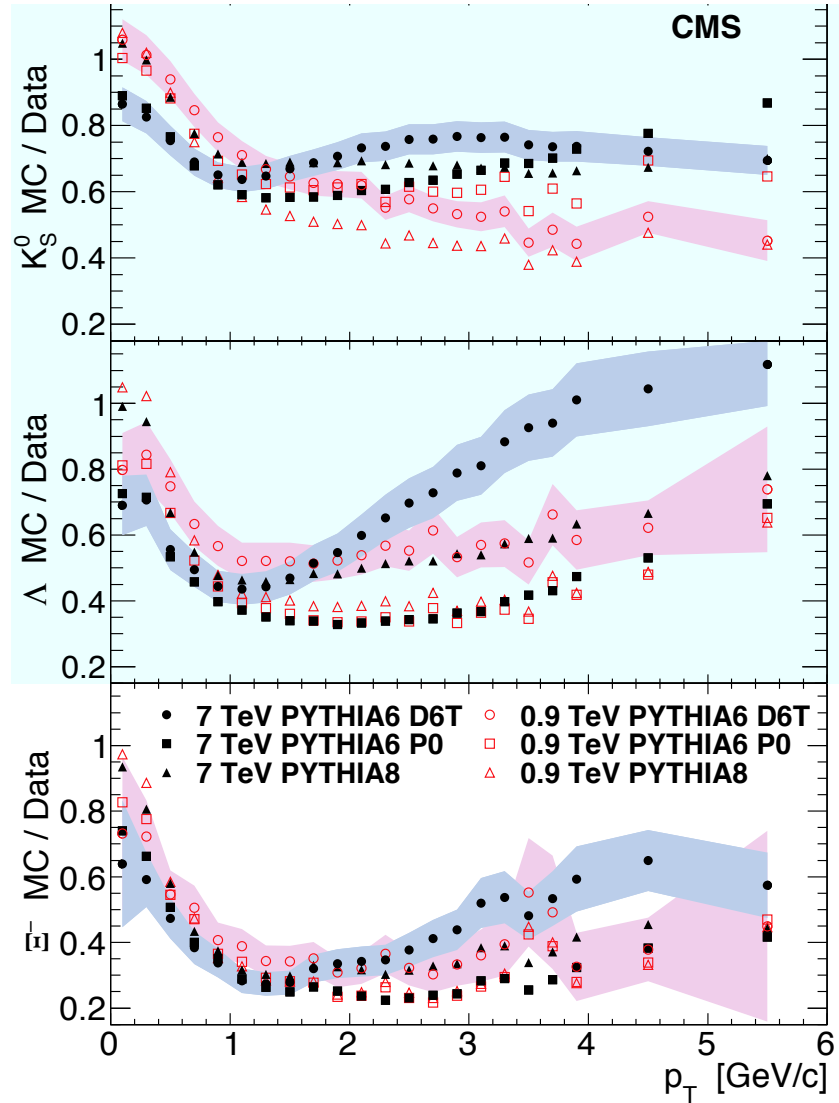 CMS
1
0.8
0.6
0.4
0.2
K⁰_S MC / Data
1
0.8
0.6
0.4
0.2
Λ MC / Data
7 TeV PYTHIA6 D6T
7 TeV PYTHIA6 P0
7 TeV PYTHIA8
0.9 TeV PYTHIA6 D6T
0.9 TeV PYTHIA6 P0
0.9 TeV PYTHIA8
1
0.8
0.6
0.4
0.2
Ξ⁻ MC / Data
0 1 2 3 4 5 6
p_T [GeV/c]